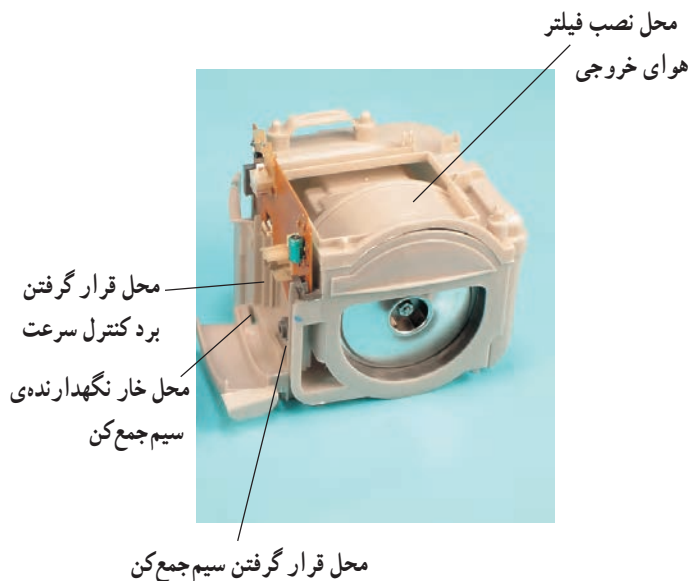 محل نصب فیلتر
هوای خروجی
محل قرار گرفتن
برد کنترل سرعت
محل خار نگهدارنده‌ی
سیم‌جمع‌کن
محل قرار گرفتن سیم‌جمع‌کن